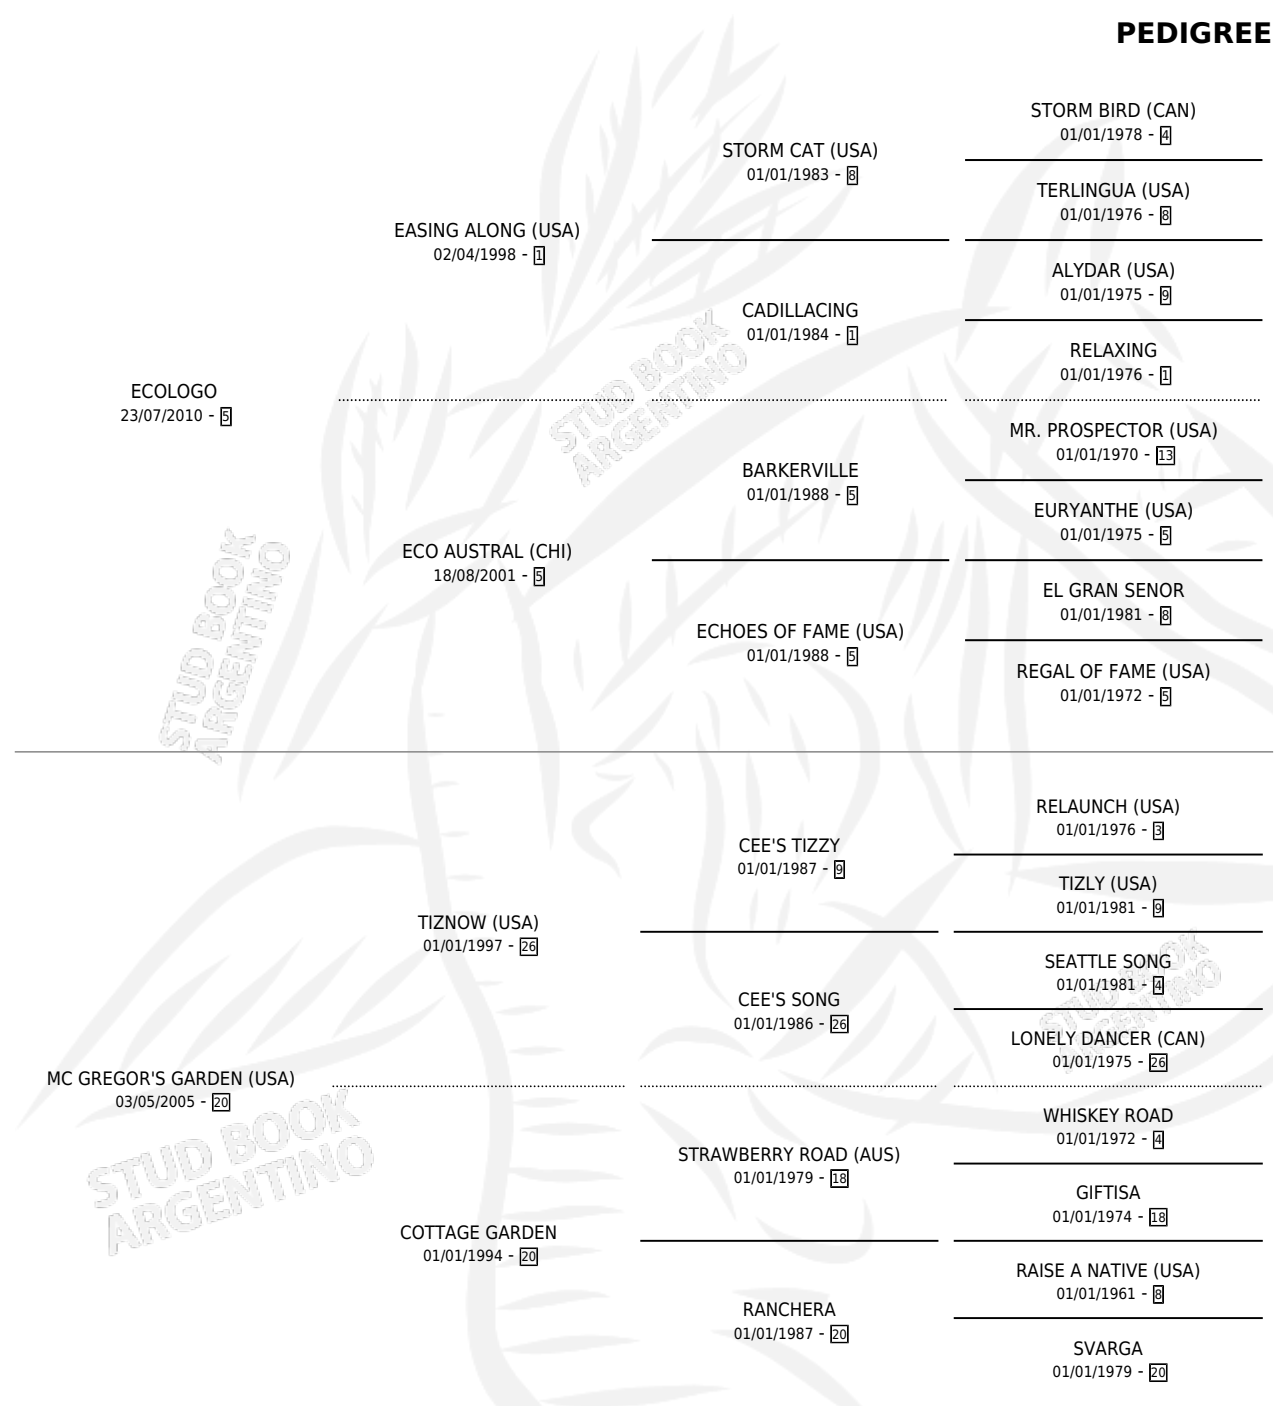 PEDIGREE
STORM BIRD (CAN)
01/01/1978 - 4
STORM CAT (USA)
01/01/1983 - 8
TERLINGUA (USA)
01/01/1976 - 8
EASING ALONG (USA)
02/04/1998 - 1
ALYDAR (USA)
01/01/1975 - 9
CADILLACING
01/01/1984 - 1
RELAXING
01/01/1976 - 1
ECOLOGO
23/07/2010 - 5
MR. PROSPECTOR (USA)
01/01/1970 - 13
BARKERVILLE
01/01/1988 - 5
EURYANTHE (USA)
01/01/1975 - 5
ECO AUSTRAL (CHI)
18/08/2001 - 5
EL GRAN SENOR
01/01/1981 - 8
ECHOES OF FAME (USA)
01/01/1988 - 5
REGAL OF FAME (USA)
01/01/1972 - 5
RELAUNCH (USA)
01/01/1976 - 3
CEE'S TIZZY
01/01/1987 - 9
TIZLY (USA)
01/01/1981 - 9
TIZNOW (USA)
01/01/1997 - 26
SEATTLE SONG
01/01/1981 - 4
CEE'S SONG
01/01/1986 - 26
LONELY DANCER (CAN)
01/01/1975 - 26
MC GREGOR'S GARDEN (USA)
03/05/2005 - 20
WHISKEY ROAD
01/01/1972 - 4
STRAWBERRY ROAD (AUS)
01/01/1979 - 18
GIFTISA
01/01/1974 - 18
COTTAGE GARDEN
01/01/1994 - 20
RAISE A NATIVE (USA)
01/01/1961 - 8
RANCHERA
01/01/1987 - 20
SVARGA
01/01/1979 - 20
STUD BOOK
ARGENTINO
STUD BOOK
ARGENTINO
STUD BOOK
ARGENTINO
STUD BOOK
ARGENTINO